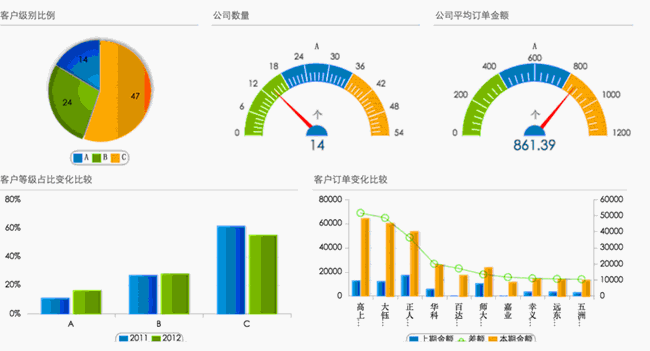 客户级别比例
14
24
47
A B C
公司数量
A
0 6 12 18 24 30 36 42 48 54
个
14
公司平均订单金额
A
0 200 400 600 800 1000 1200
个
861.39
客户等级占比变化比较
80%
60%
40%
20%
0%
A B C
2011 2012
客户订单变化比较
80000 60000
60000 50000
40000 40000
20000 30000
0 20000
10000
0
高上… 大钰… 正人… 华科… 百达… 师大… 嘉业… 远东… 五洲…
上期金额 差额 本期金额